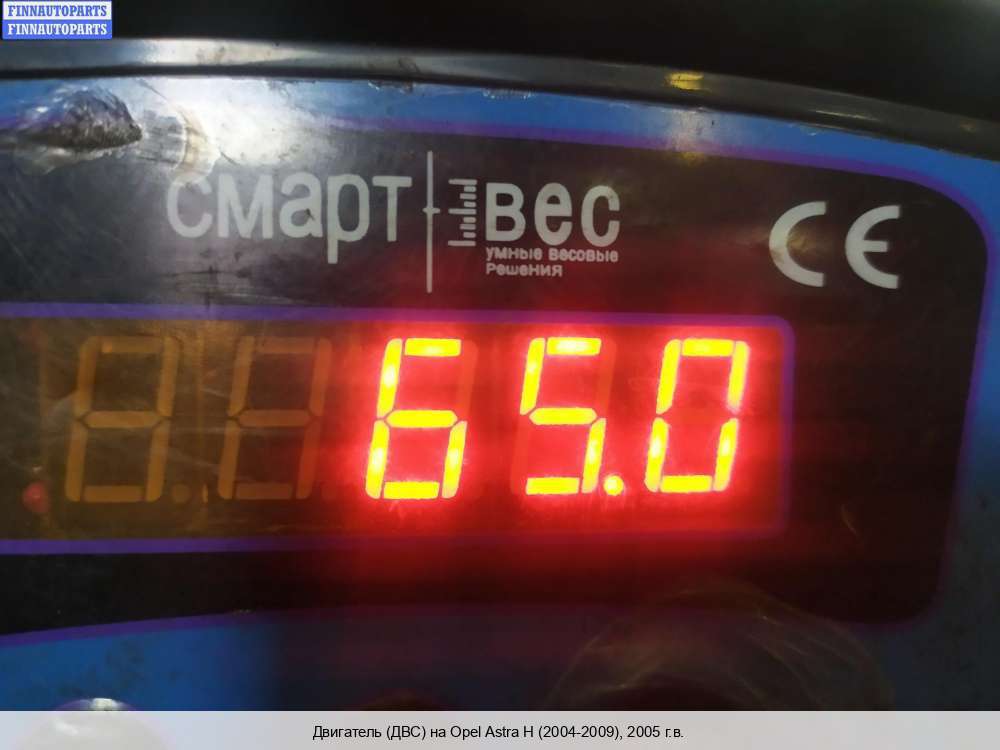 FINNAUTOPARTS
FINNAUTOPARTS
смарт вес
умные весовые
решения
CE
65.0
Двигатель (ДВС) на Opel Astra H (2004-2009), 2005 г.в.